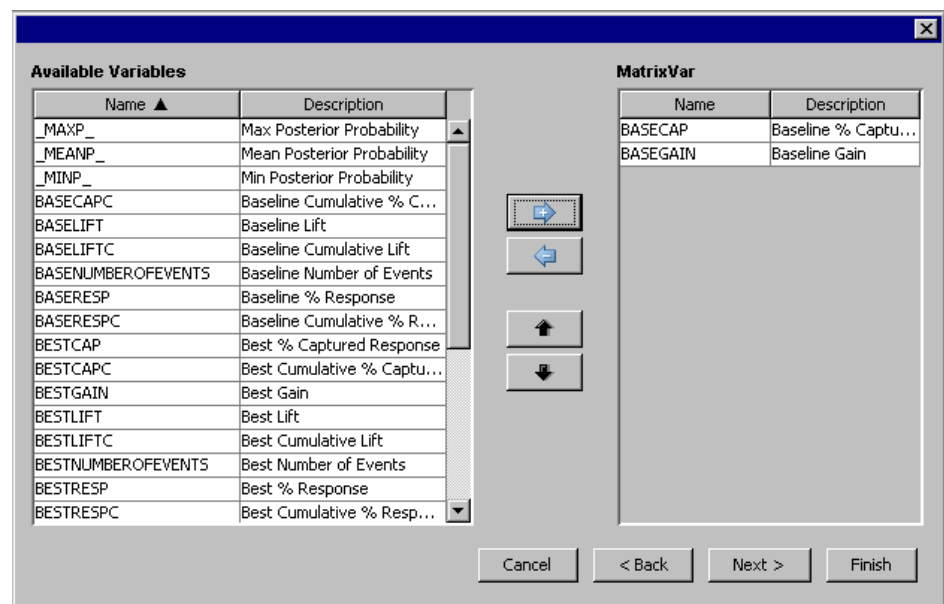 Available Variables
MatrixVar
Name ▲ Description
_MAXP_ Max Posterior Probability
_MEANP_ Mean Posterior Probability
_MINP_ Min Posterior Probability
BASECAPC Baseline Cumulative % C...
BASELIFT Baseline Lift
BASELIFTC Baseline Cumulative Lift
BASENUMBEROFEVENTS Baseline Number of Events
BASERESP Baseline % Response
BASERESPC Baseline Cumulative % R...
BESTCAP Best % Captured Response
BESTCAPC Best Cumulative % Captu...
BESTGAIN Best Gain
BESTLIFT Best Lift
BESTLIFTC Best Cumulative Lift
BESTNUMBEROFEVENTS Best Number of Events
BESTRESP Best % Response
BESTRESPC Best Cumulative % Resp...
Name Description
BASECAP Baseline % Captu...
BASEGAIN Baseline Gain
Cancel < Back Next > Finish